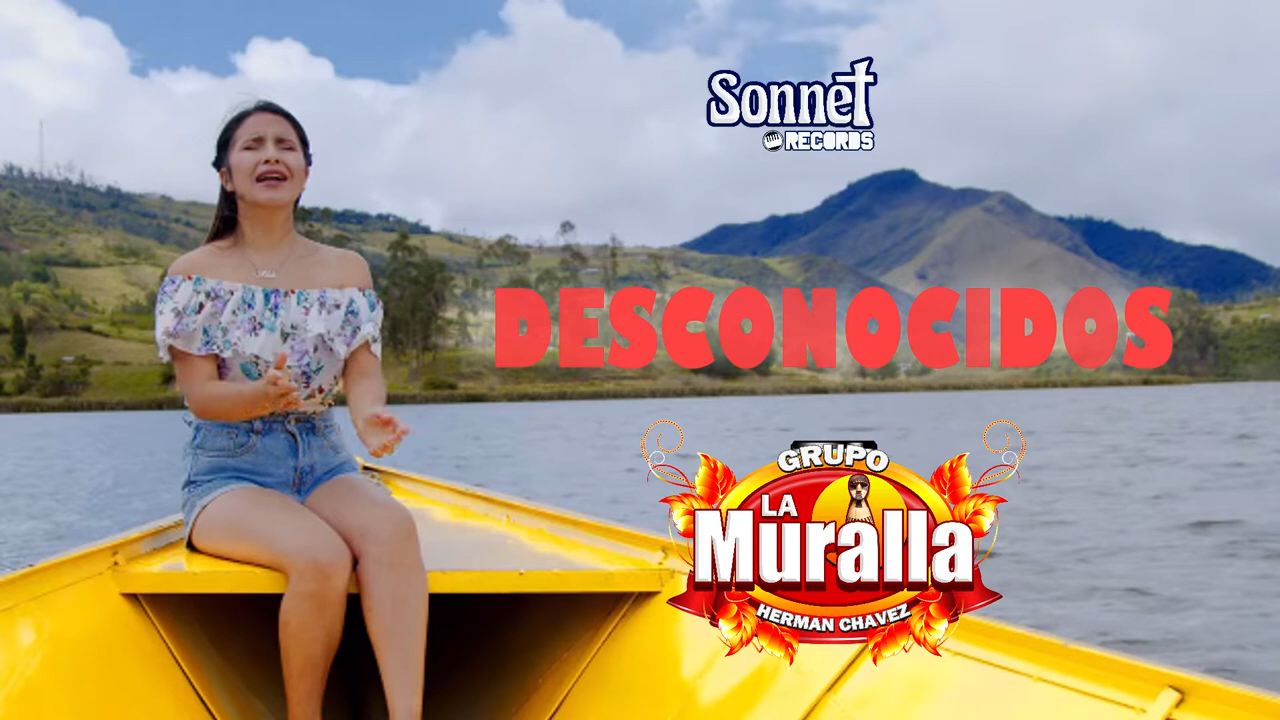 Sonnet
RECORDS
DESCONOCIDOS
GRUPO
LA
Muralla
HERMAN CHAVEZ